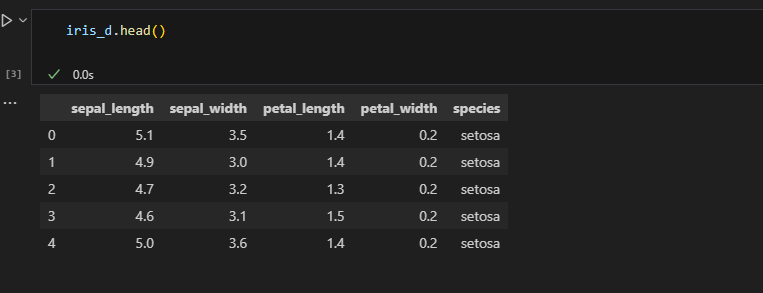 iris_d.head()
[3]
0.0s
...
sepal_length sepal_width petal_length petal_width species
0 5.1 3.5 1.4 0.2 setosa
1 4.9 3.0 1.4 0.2 setosa
2 4.7 3.2 1.3 0.2 setosa
3 4.6 3.1 1.5 0.2 setosa
4 5.0 3.6 1.4 0.2 setosa